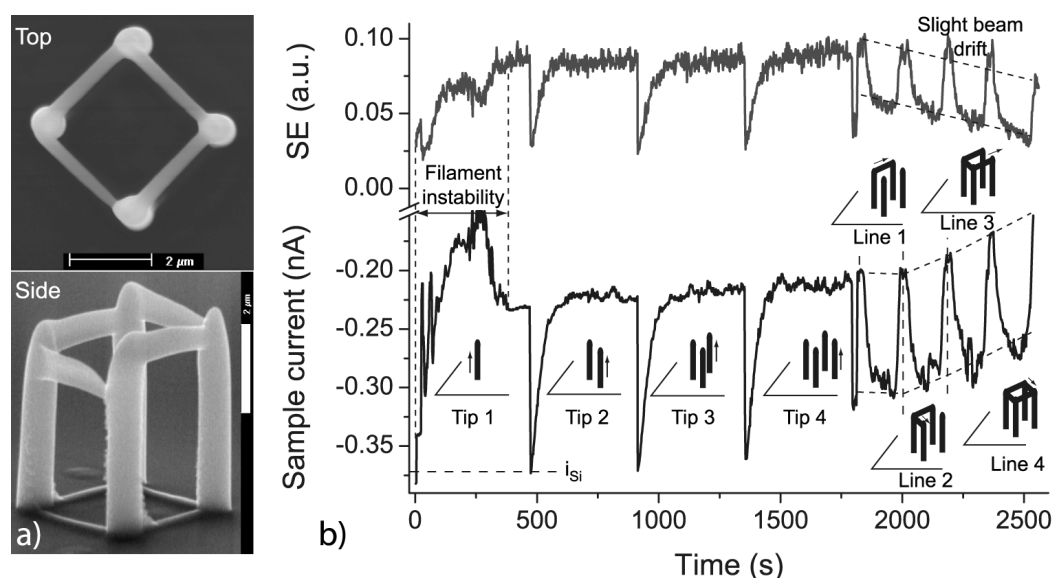 Top
2 µm
Side
2 µm
a)
b)
SE (a.u.)
0.10
0.05
0.00
Slight beam
drift
Filament
instability
Sample current (nA)
-0.20
-0.25
-0.30
-0.35
Tip 1
Tip 2
Tip 3
Tip 4
Line 1
Line 3
Line 2
Line 4
iSi
0
500
1000
1500
2000
2500
Time (s)